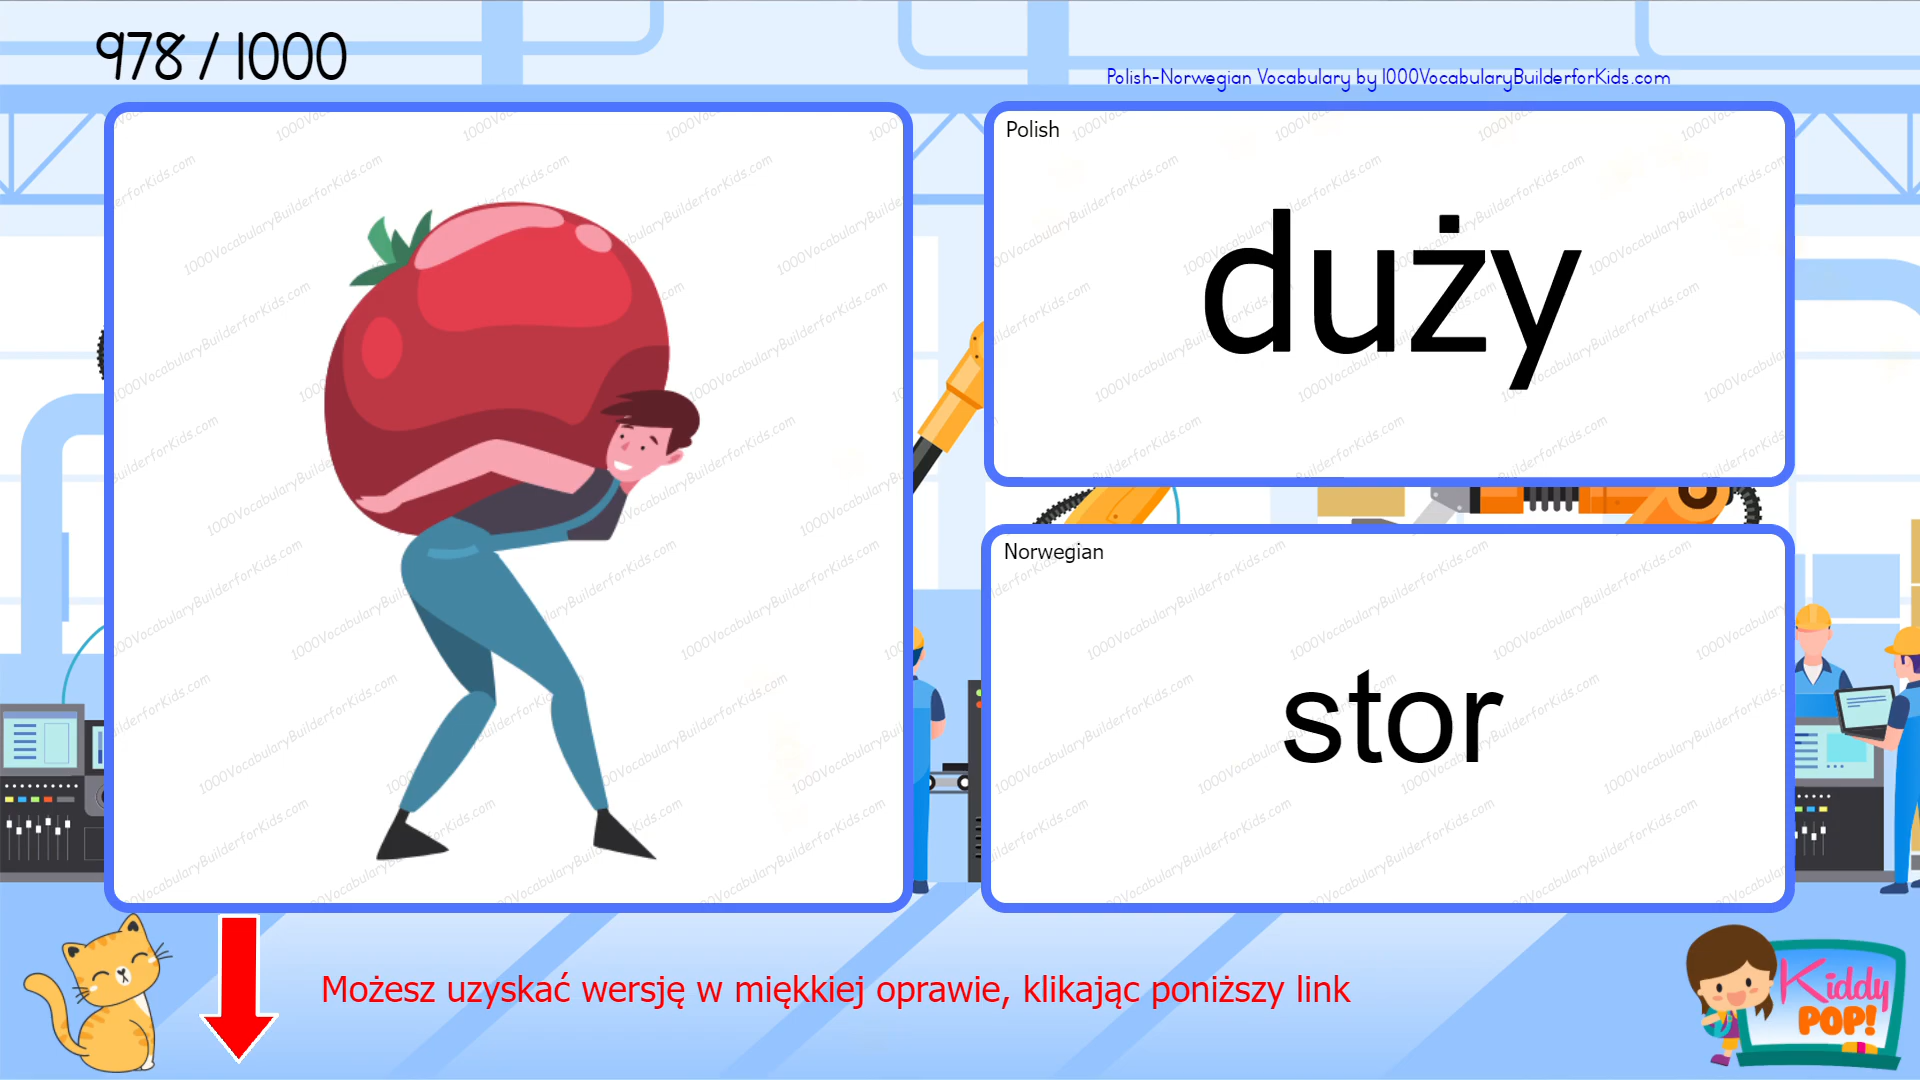 978 / 1000
Polish-Norwegian Vocabulary by 1000VocabularyBuilderforKids.com
Polish
duży
Norwegian
stor
Możesz uzyskać wersję w miękkiej oprawie, klikając poniższy link
Kiddy
POP!